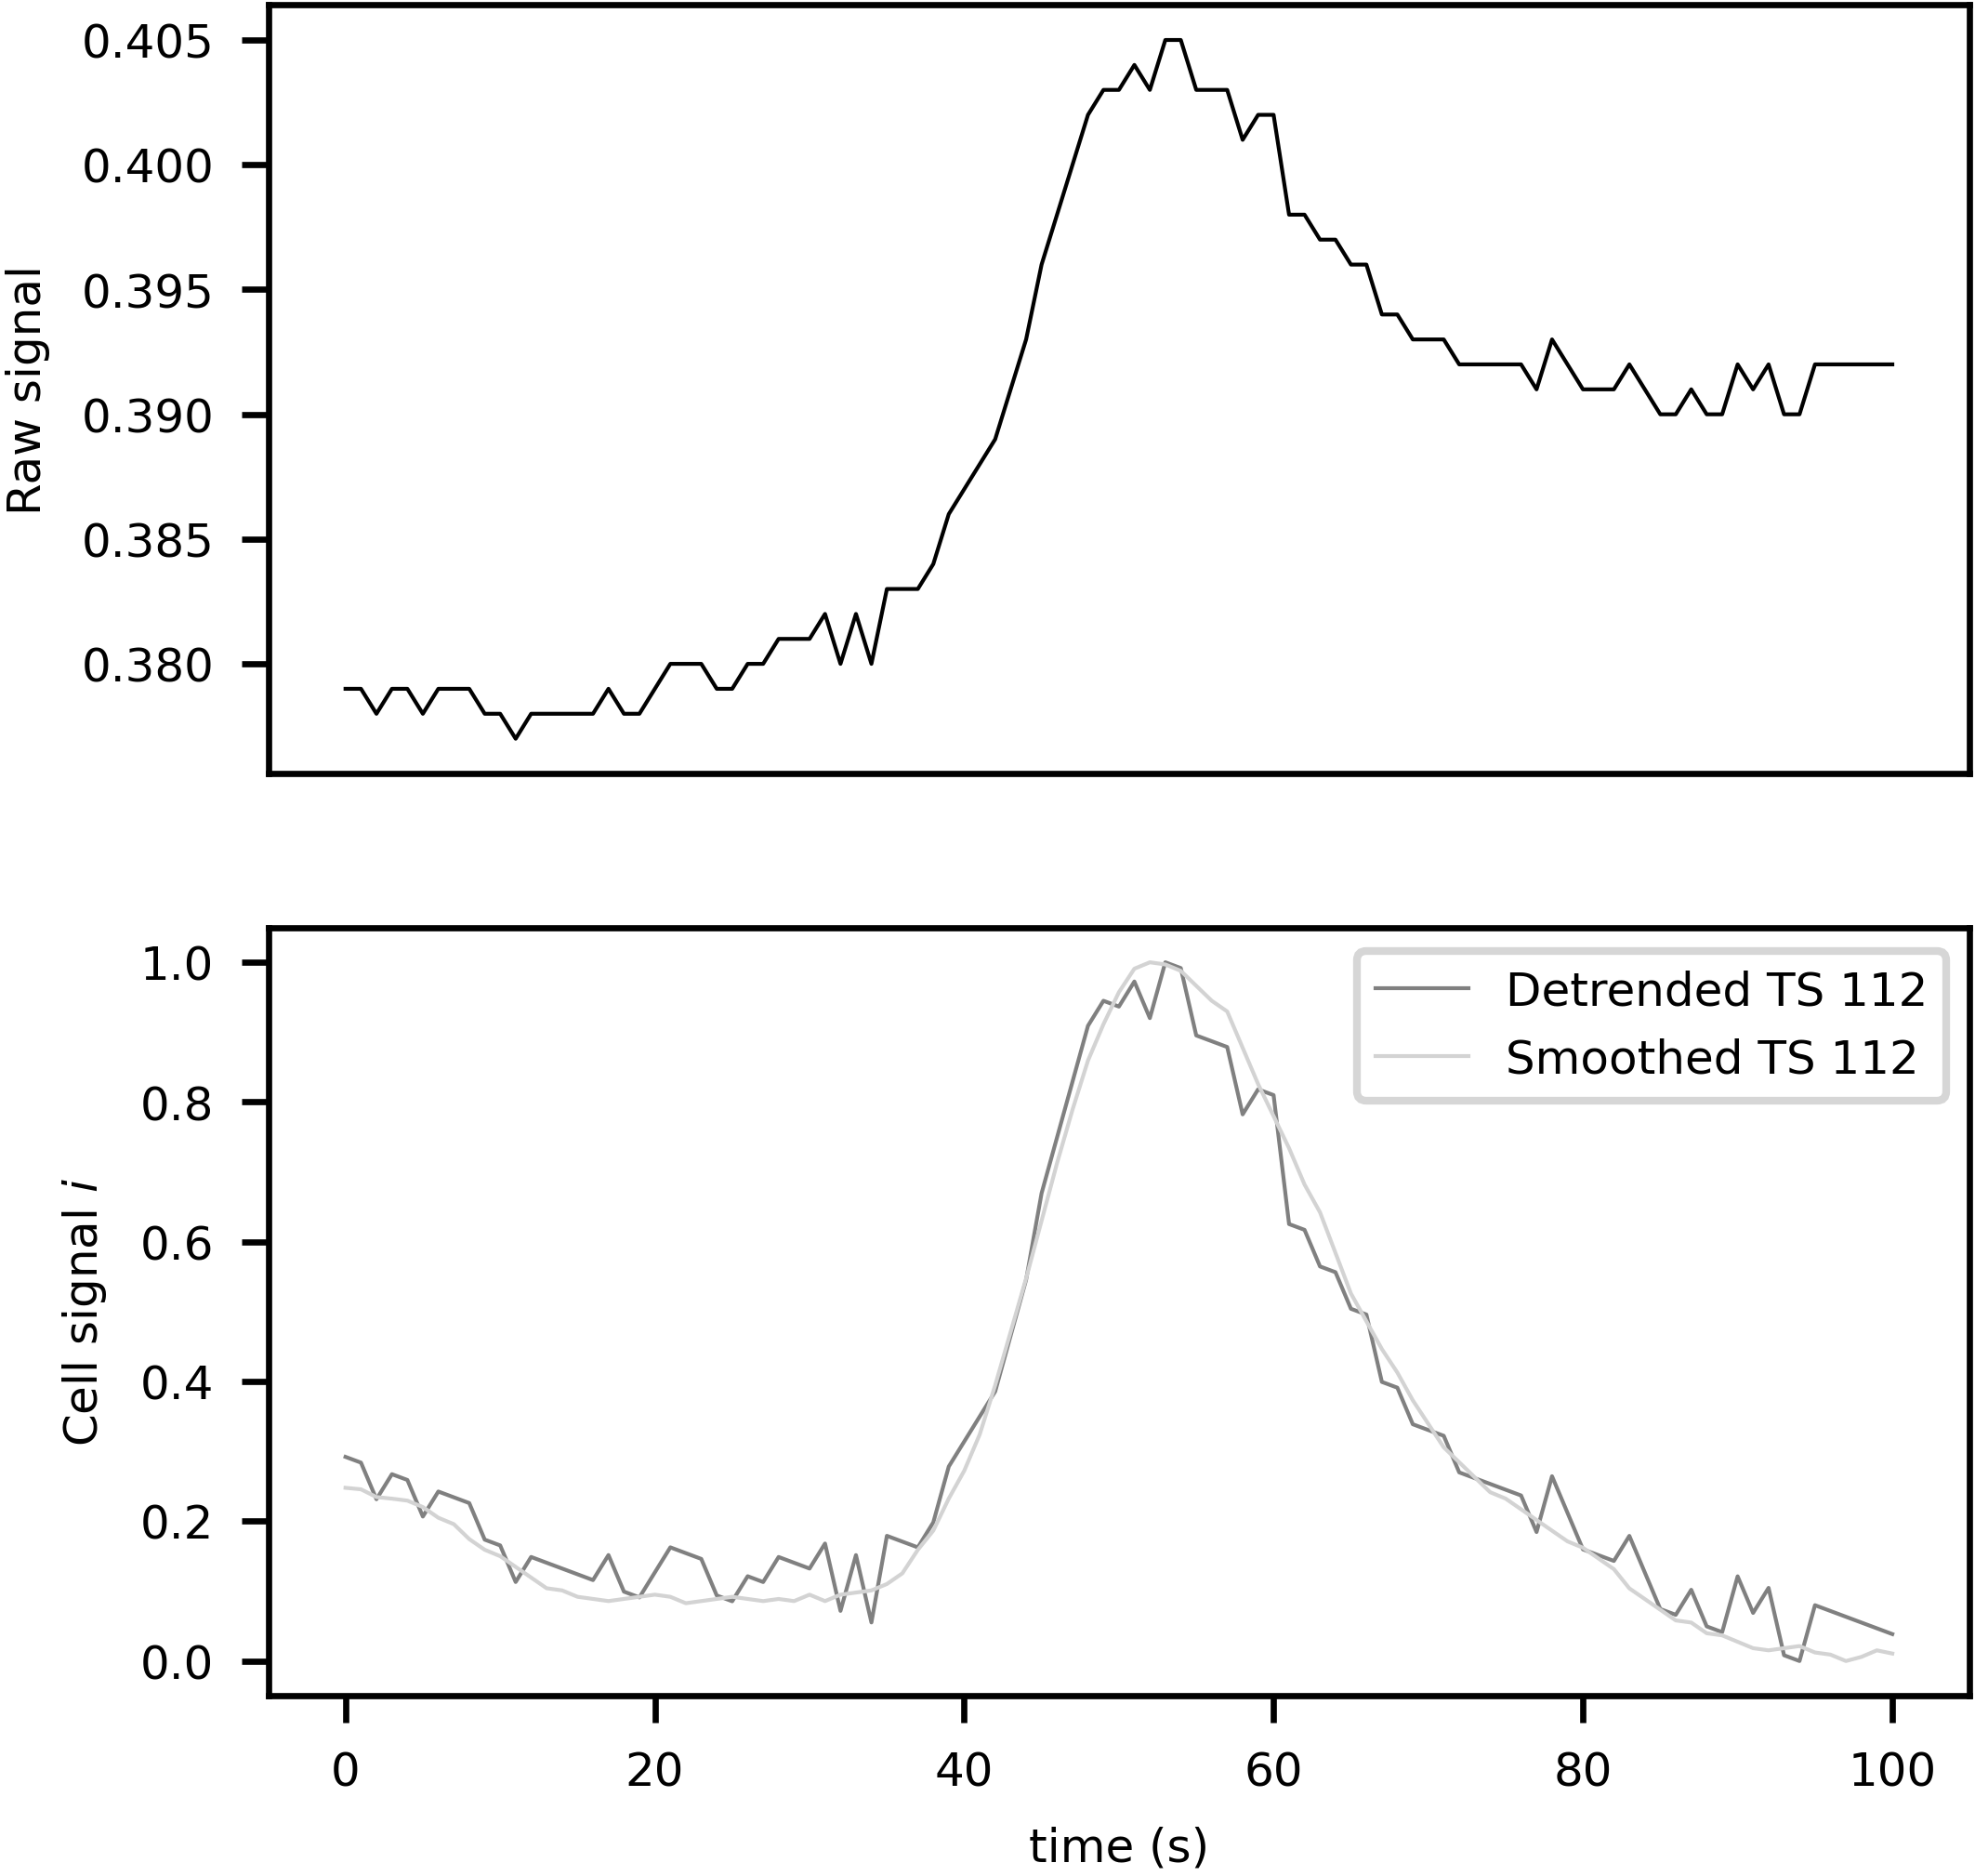 Raw signal
0.405
0.400
0.395
0.390
0.385
0.380
Cell signal i
1.0
0.8
0.6
0.4
0.2
0.0
Detrended TS 112
Smoothed TS 112
0 20 40 60 80 100
time (s)